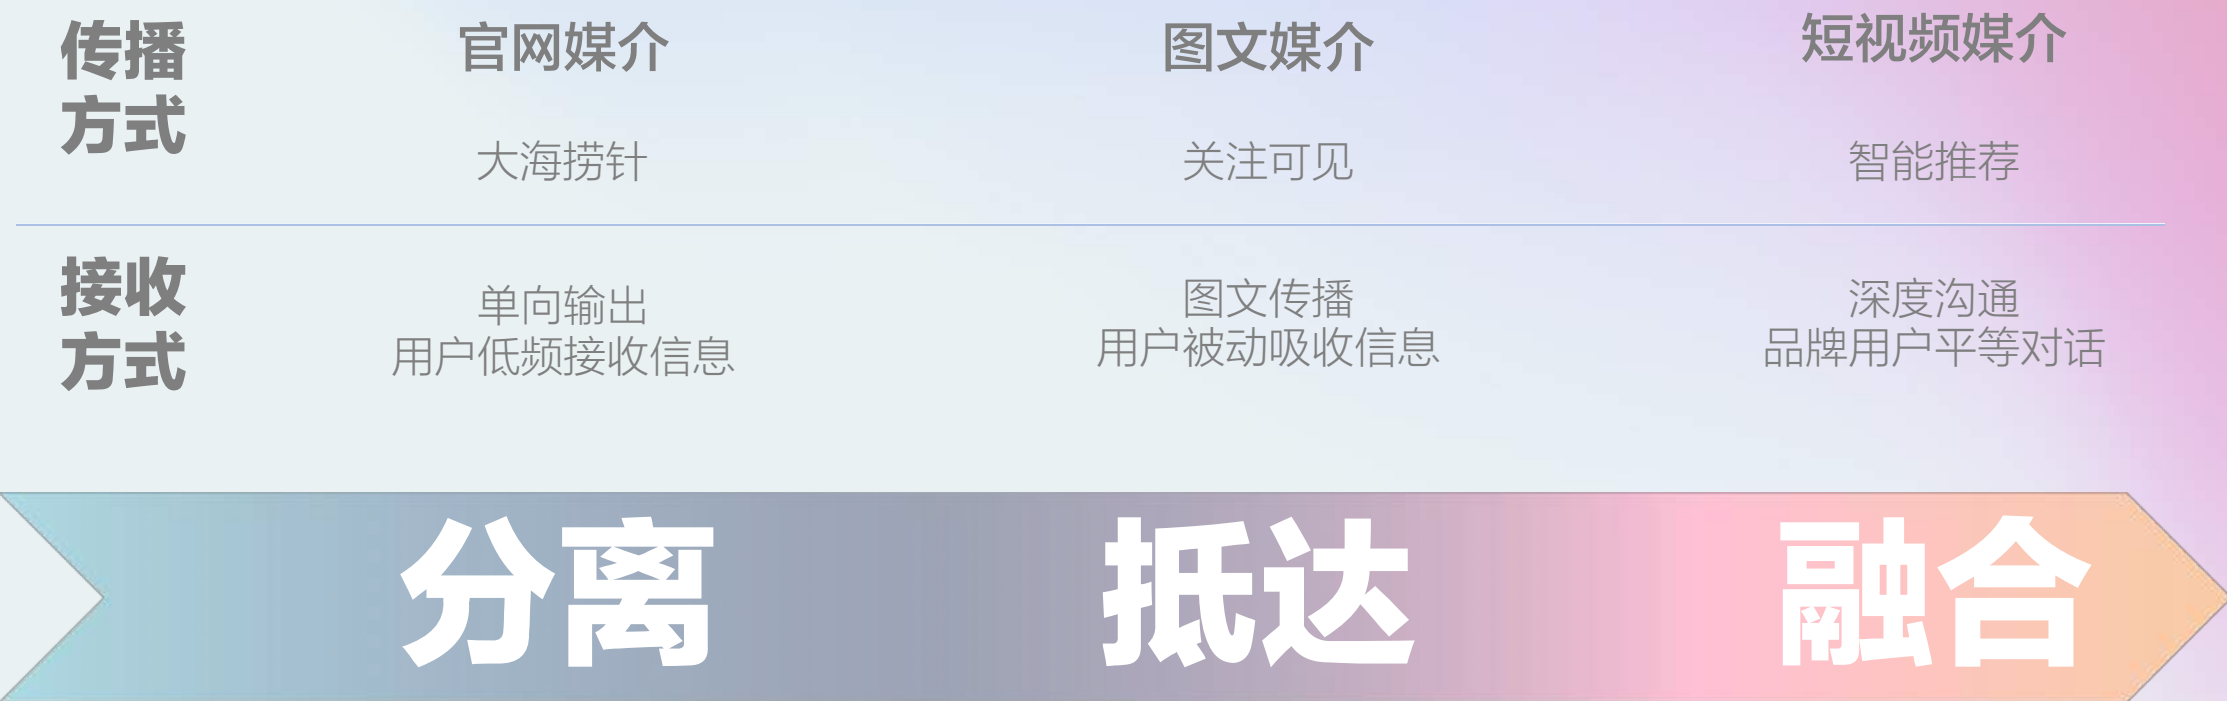 传播
方式
官网媒介
图文媒介
短视频媒介
大海捞针
关注可见
智能推荐
接收
方式
单向输出
用户低频接收信息
图文传播
用户被动吸收信息
深度沟通
品牌用户平等对话
分离
抵达
融合